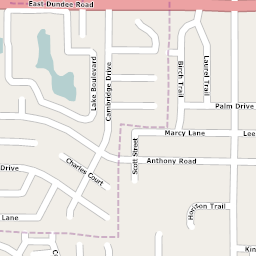 East Dundee Road
Lake Boulevard
Cambridge Drive
Birch Trail
Laurel Trail
Palm Drive
Marcy Lane
Lee
Scott Street
Anthony Road
Charles Court
Drive
Lane
Horizon Trail
Kin